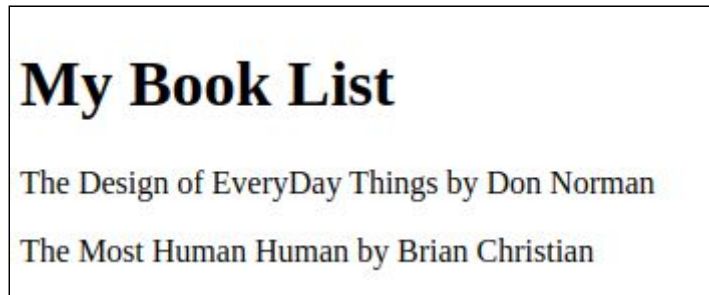 My Book List
The Design of EveryDay Things by Don Norman
The Most Human Human by Brian Christian